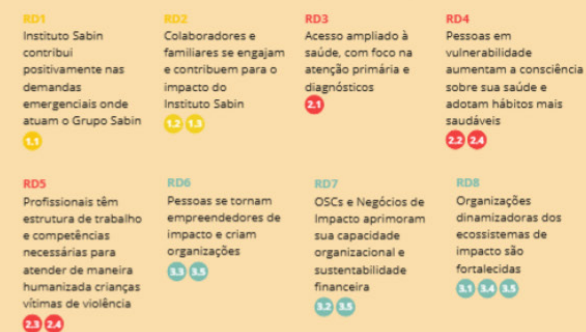 RD1
Instituto Sabin
contribui
positivamente nas
demandas
emergenciais onde
atuam o Grupo Sabin
1.1
RD2
Colaboradores e
familiares se engajam
e contribuem para o
impacto do
Instituto Sabin
1.2 1.3
RD3
Acesso ampliado à
saúde, com foco na
atenção primária e
diagnósticos
2.1
RD4
Pessoas em
vulnerabilidade
aumentam a consciência
sobre sua saúde e
adotam hábitos mais
saudáveis
2.2 2.4
RD5
Profissionais têm
estrutura de trabalho
e competências
necessárias para
atender de maneira
humanizada crianças
vítimas de violência
2.3 2.4
RD6
Pessoas se tornam
empreendedores de
impacto e criam
organizações
3.3 3.5
RD7
OSCs e Negócios de
Impacto aprimoram
sua capacidade
organizacional e
sustentabilidade
financeira
3.2 3.5
RD8
Organizações
dinamizadoras dos
ecossistemas de
impacto são
fortalecidas
3.1 3.4 3.5